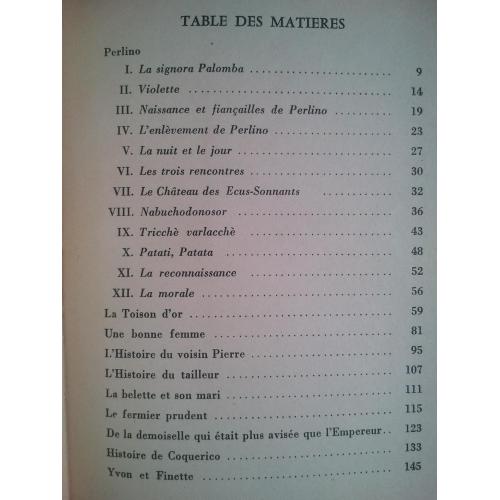 TABLE DES MATIERES
Perlino
I. La signora Palomba ........................ 9
II. Violette ................................... 14
III. Naissance et fiançailles de Perlino ........... 19
IV. L'enlèvement de Perlino ..................... 23
V. La nuit et le jour .......................... 27
VI. Les trois rencontres ........................ 30
VII. Le Château des Ecus-Sonnants ............ 32
VIII. Nabuchodonosor ............................ 36
IX. Tricchè varlacchè ........................ 43
X. Patati, Patata ............................ 48
XI. La reconnaissance ........................ 52
XII. La morale ................................ 56
La Toison d'or .................................. 59
Une bonne femme ................................ 81
L'Histoire du voisin Pierre ........................ 95
L'Histoire du tailleur ............................ 107
La belette et son mari ............................ 111
Le fermier prudent .............................. 115
De la demoiselle qui était plus avisée que l'Empereur.. 123
Histoire de Coquerico ............................ 133
Yvon et Finette ................................ 145